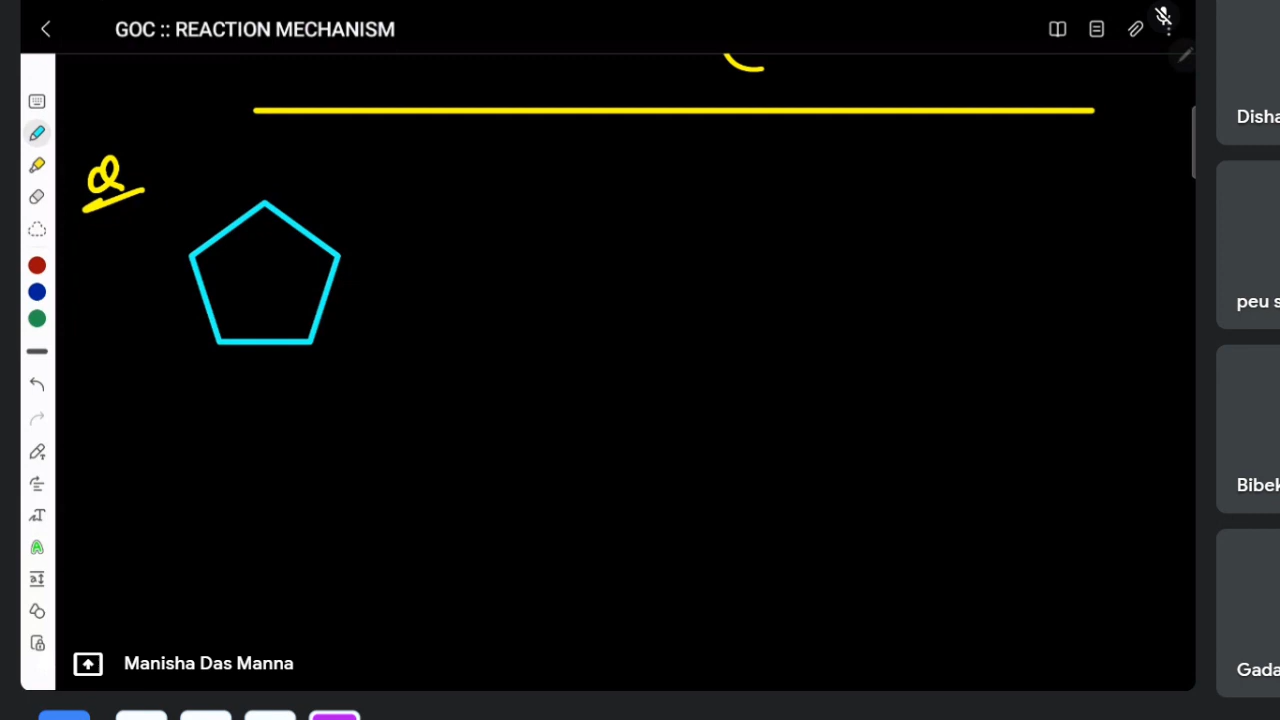 GOC :: REACTION MECHANISM
Disha
Q
peu s
Bibek
Gada
Manisha Das Manna